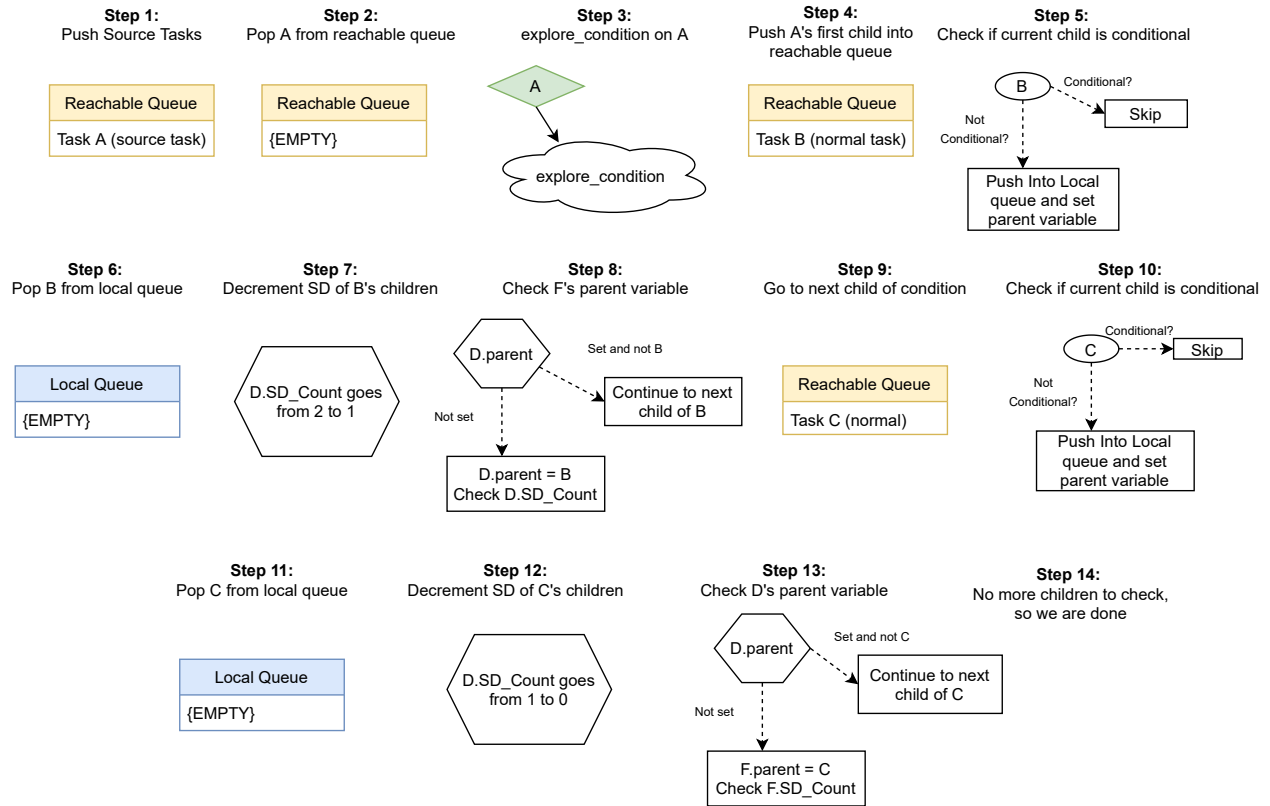 Step 1:
Push Source Tasks
Reachable Queue
Task A (source task)
Step 2:
Pop A from reachable queue
Reachable Queue
{EMPTY}
Step 3:
explore_condition on A
A
explore_condition
Step 4:
Push A's first child into
reachable queue
Reachable Queue
Task B (normal task)
Step 5:
Check if current child is conditional
B
Conditional?
Skip
Not
Conditional?
Push Into Local
queue and set
parent variable
Step 6:
Pop B from local queue
Local Queue
{EMPTY}
Step 7:
Decrement SD of B's children
D.SD_Count goes
from 2 to 1
Step 8:
Check F's parent variable
D.parent
Set and not B
Continue to next
child of B
Not set
D.parent = B
Check D.SD_Count
Step 9:
Go to next child of condition
Reachable Queue
Task C (normal)
Step 10:
Check if current child is conditional
C
Conditional?
Skip
Not
Conditional?
Push Into Local
queue and set
parent variable
Step 11:
Pop C from local queue
Local Queue
{EMPTY}
Step 12:
Decrement SD of C's children
D.SD_Count goes
from 1 to 0
Step 13:
Check D's parent variable
D.parent
Set and not C
Continue to next
child of C
Not set
F.parent = C
Check F.SD_Count
Step 14:
No more children to check,
so we are done